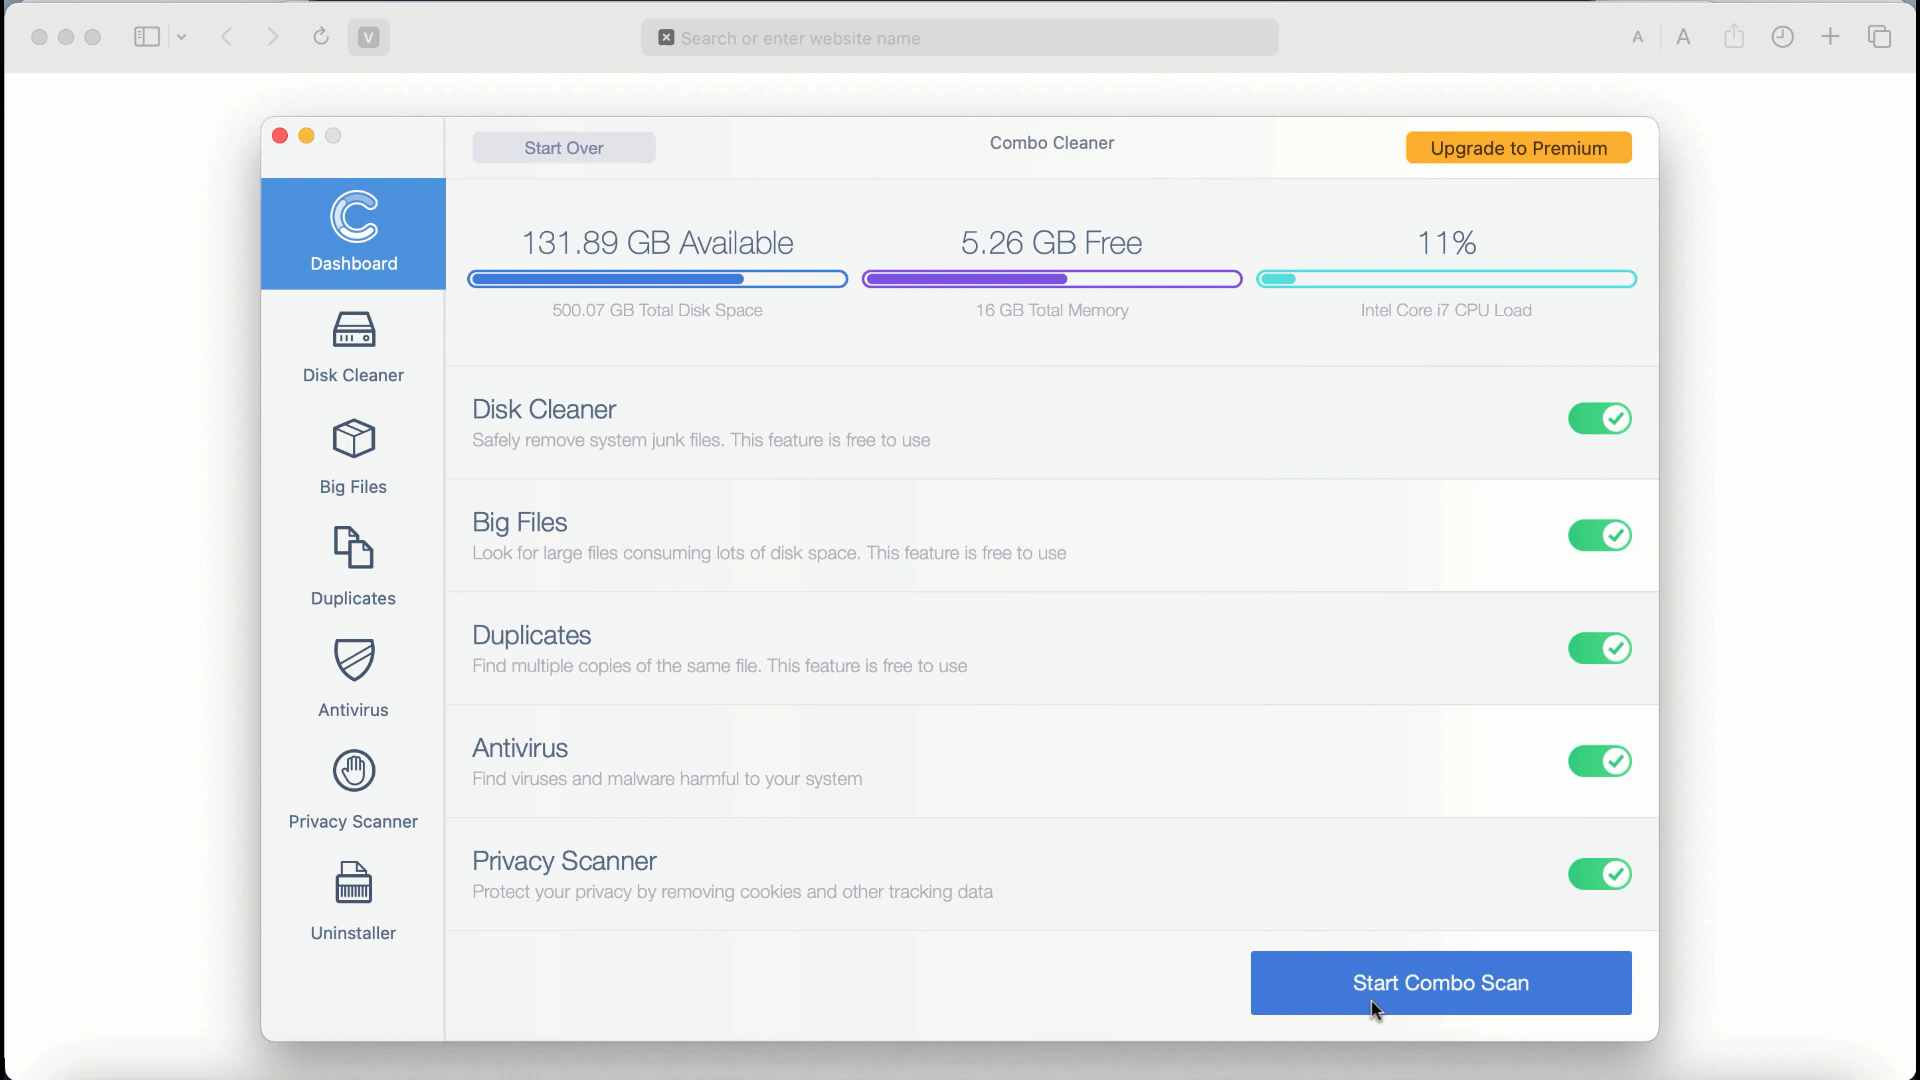 V
Search or enter website name
A
A
Start Over
Combo Cleaner
Upgrade to Premium
Dashboard
Disk Cleaner
Big Files
Duplicates
Antivirus
Privacy Scanner
Uninstaller
131.89 GB Available
5.26 GB Free
11%
500.07 GB Total Disk Space
16 GB Total Memory
Intel Core i7 CPU Load
Disk Cleaner
Safely remove system junk files. This feature is free to use
Big Files
Look for large files consuming lots of disk space. This feature is free to use
Duplicates
Find multiple copies of the same file. This feature is free to use
Antivirus
Find viruses and malware harmful to your system
Privacy Scanner
Protect your privacy by removing cookies and other tracking data
Start Combo Scan